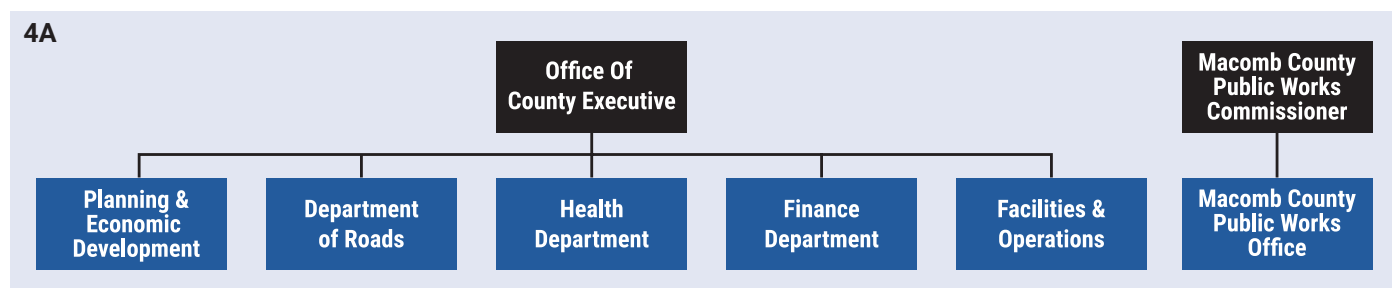 4A
Office Of
County Executive
Macomb County
Public Works
Commissioner
Planning &
Economic
Development
Department
of Roads
Health
Department
Finance
Department
Facilities &
Operations
Macomb County
Public Works
Office